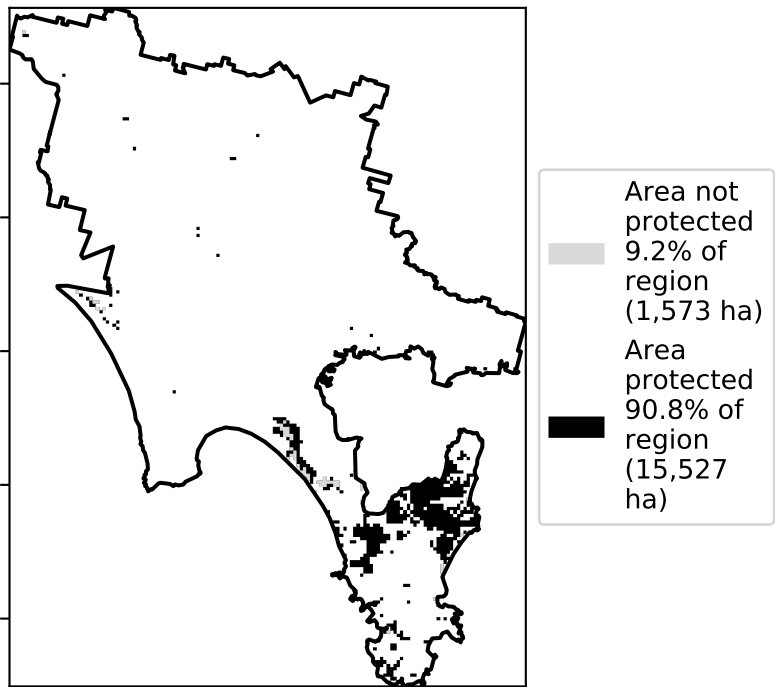 Area not
protected
9.2% of
region
(1,573 ha)
Area
protected
90.8% of
region
(15,527
ha)